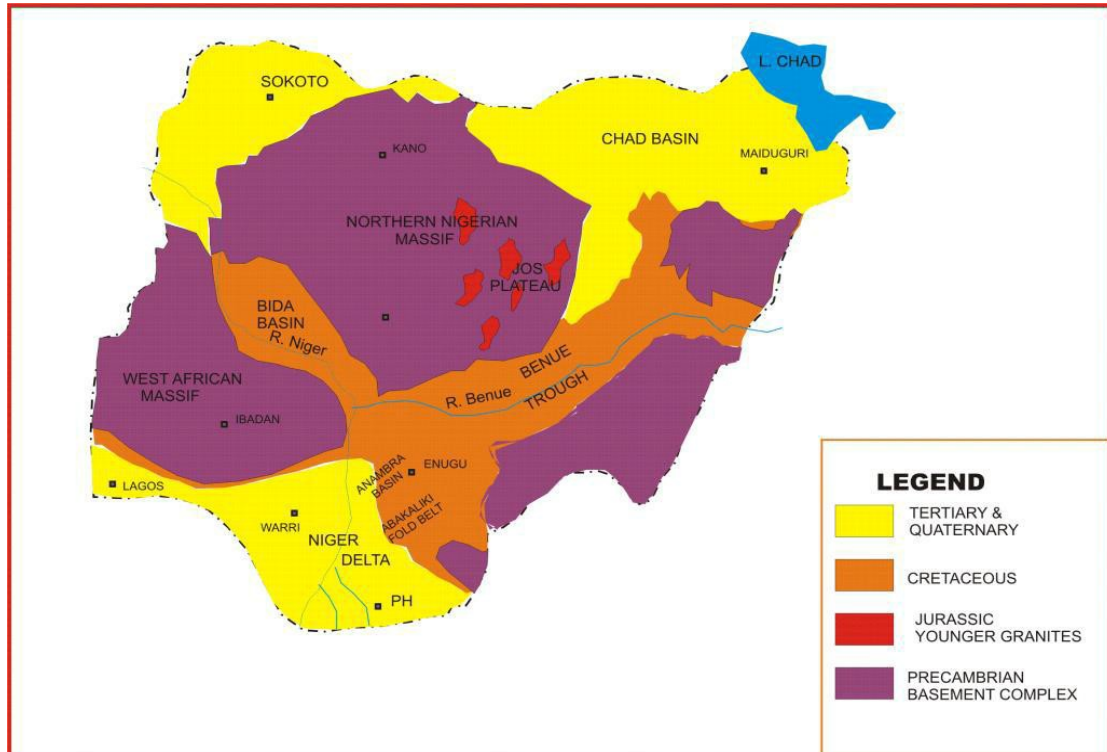 SOKOTO
L. CHAD
CHAD BASIN
KANO
MAIDUGURI
NORTHERN NIGERIAN
MASSIF
JOS
PLATEAU
BIDA
BASIN
R. Niger
BENUE
TROUGH
R. Benue
WEST AFRICAN
MASSIF
IBADAN
ENUGU
ANAMBRA
BASIN
LAGOS
ABAKALIKI
FOLD BELT
WARRI
NIGER
DELTA
PH
LEGEND
TERTIARY &
QUATERNARY
CRETACEOUS
JURASSIC
YOUNGER GRANITES
PRECAMBRIAN
BASEMENT COMPLEX